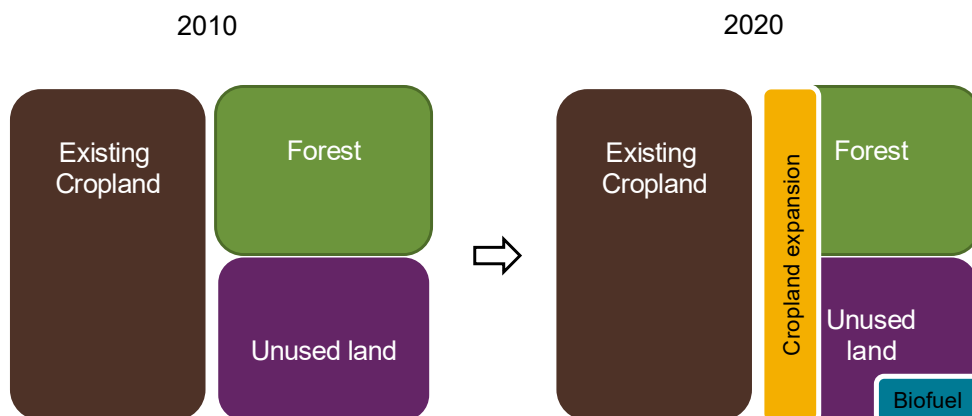 2010
2020
Existing
Cropland
Forest
Unused land
Existing
Cropland
Cropland expansion
Forest
Unused
land
Biofuel